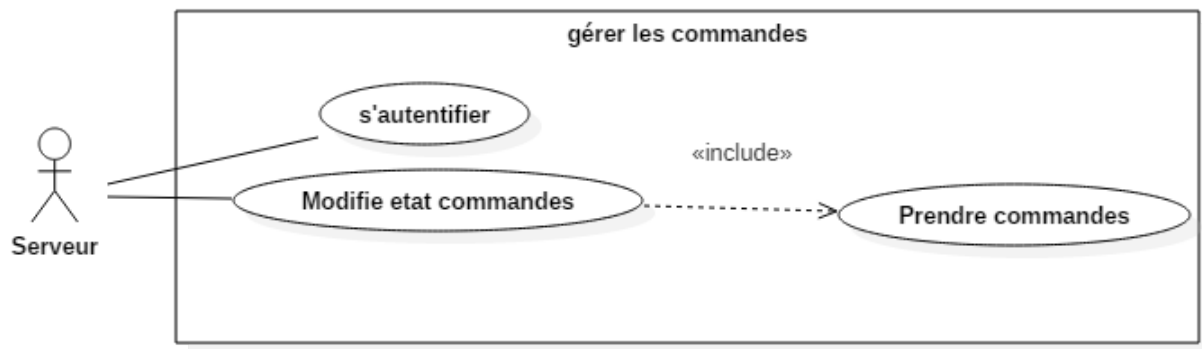 gérer les commandes
s'autentifier
«include»
Modifie etat commandes
Prendre commandes
Serveur